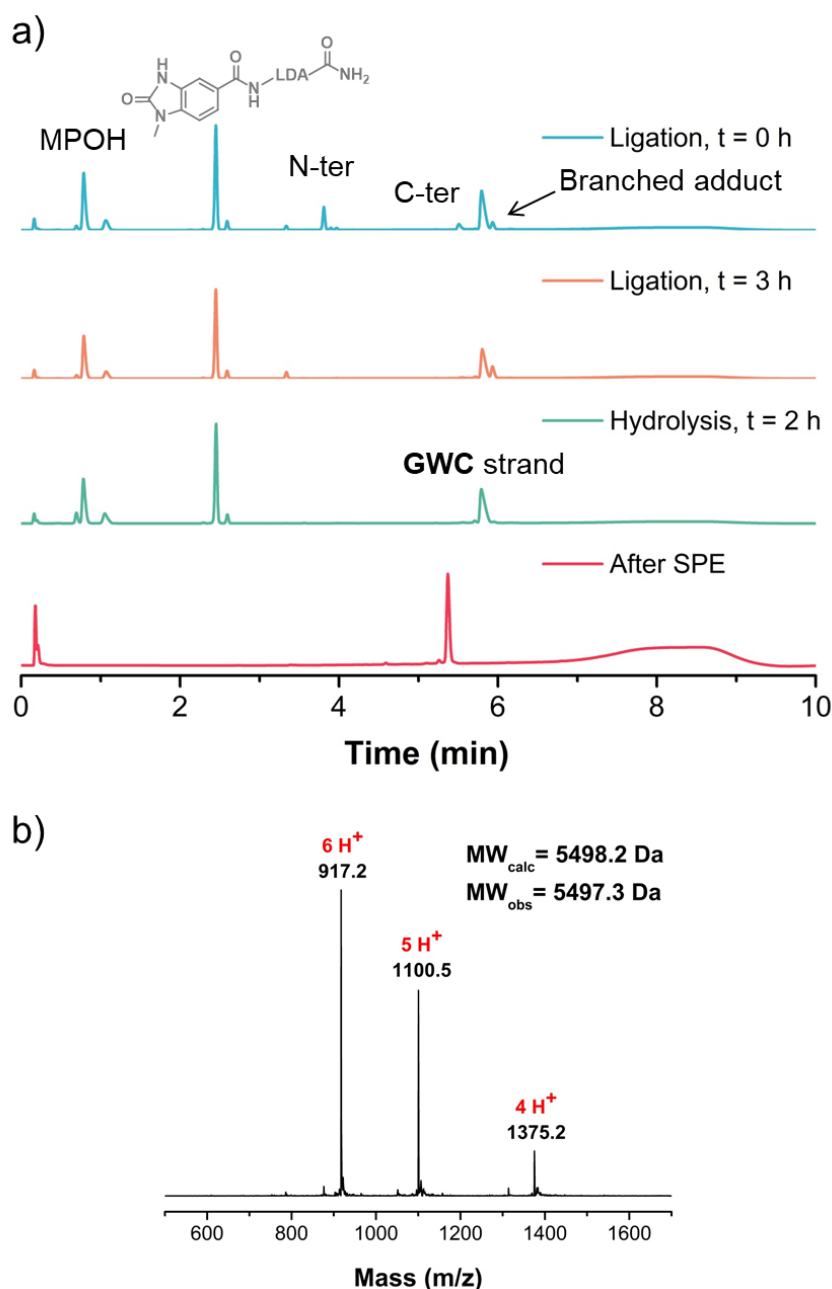 a)
O
H
N
O
N
N
H
LDA
O
NH₂
MPOH
N-ter
C-ter
Branched adduct
Ligation, t = 0 h
Ligation, t = 3 h
Hydrolysis, t = 2 h
GWC strand
After SPE
0 2 4 6 8 10
Time (min)
b)
6 H⁺
917.2
MWcalc= 5498.2 Da
MWobs= 5497.3 Da
5 H⁺
1100.5
4 H⁺
1375.2
600 800 1000 1200 1400 1600
Mass (m/z)